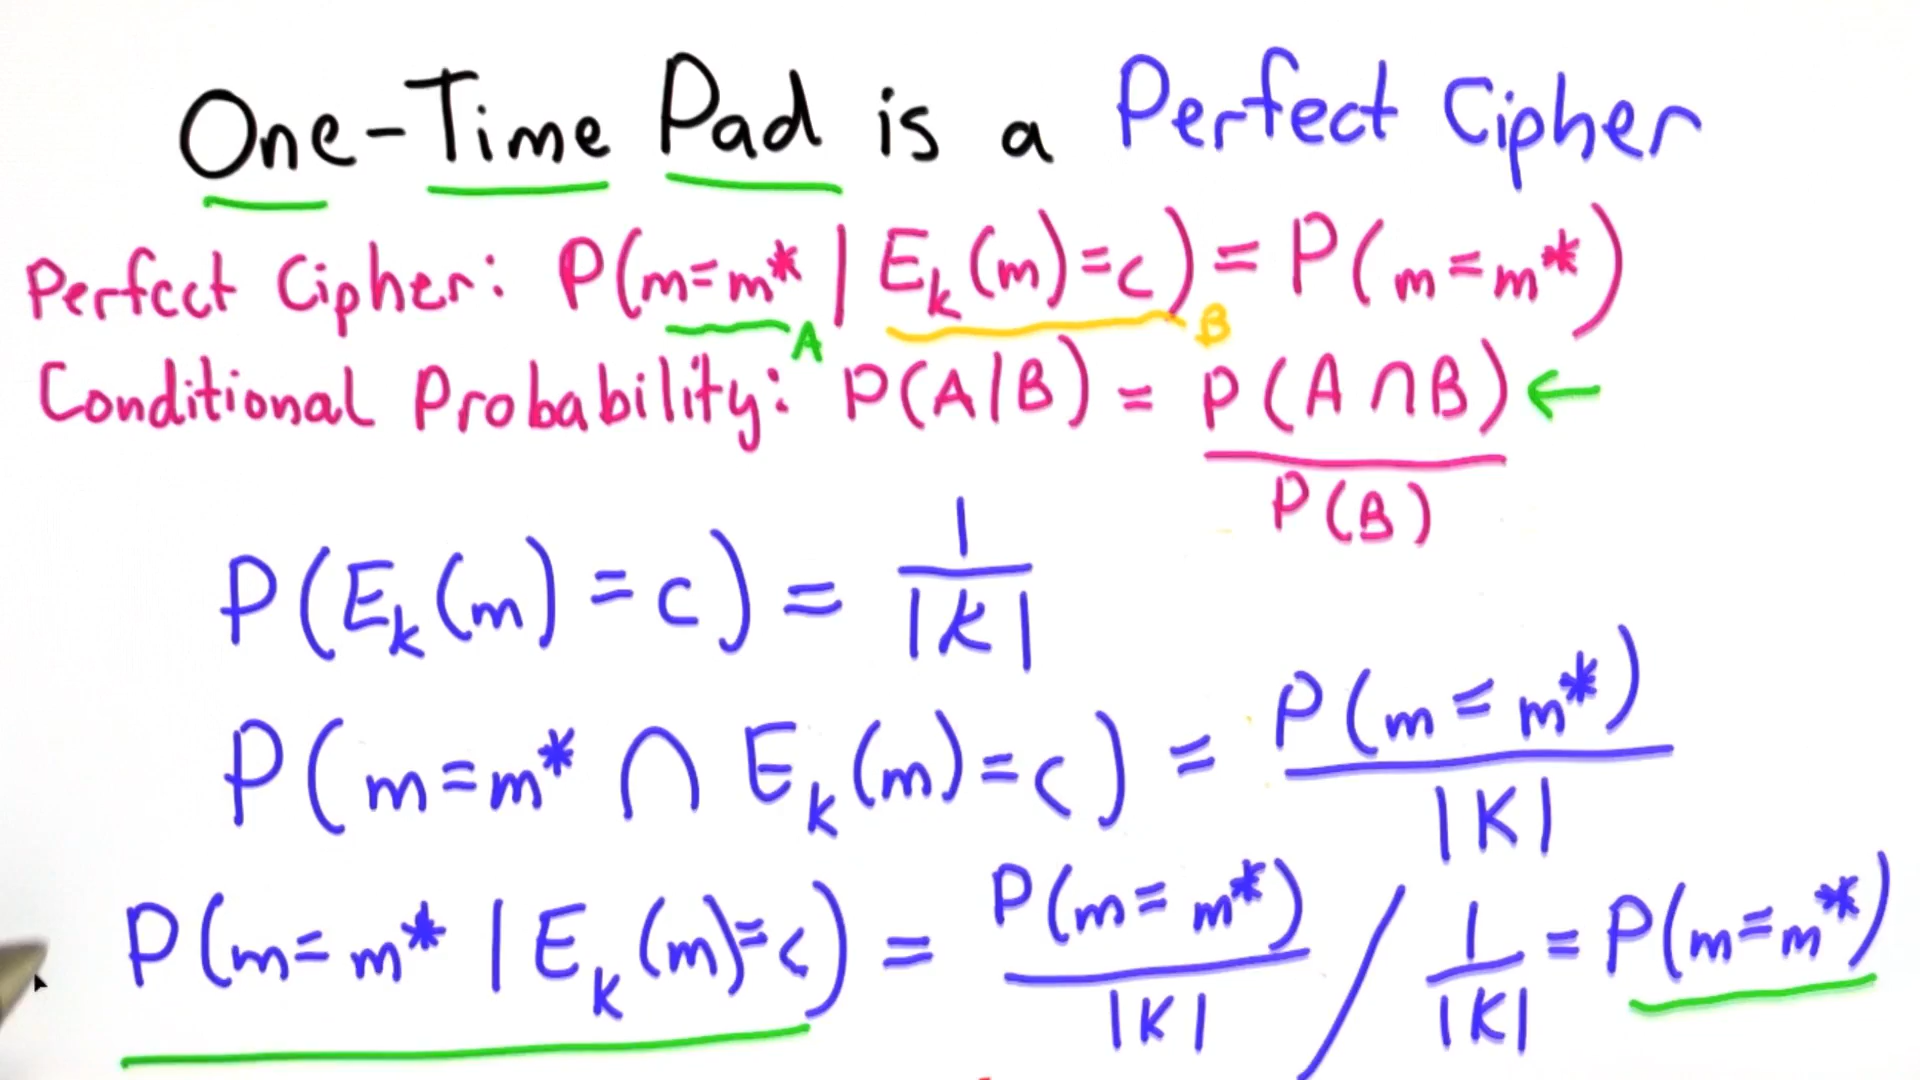 One-Time Pad is a Perfect Cipher
Perfect Cipher: P(m=m* | E_k(m)=c) = P(m=m*)
A B
Conditional Probability: P(A|B) = P(A∩B) ←
P(B)
P(E_k(m) = c) = 1/|K|
P(m=m* ∩ E_k(m)=c) = P(m=m*)/|K|
P(m=m* | E_k(m)=c) = P(m=m*)/|K| / 1/|K| = P(m=m*)